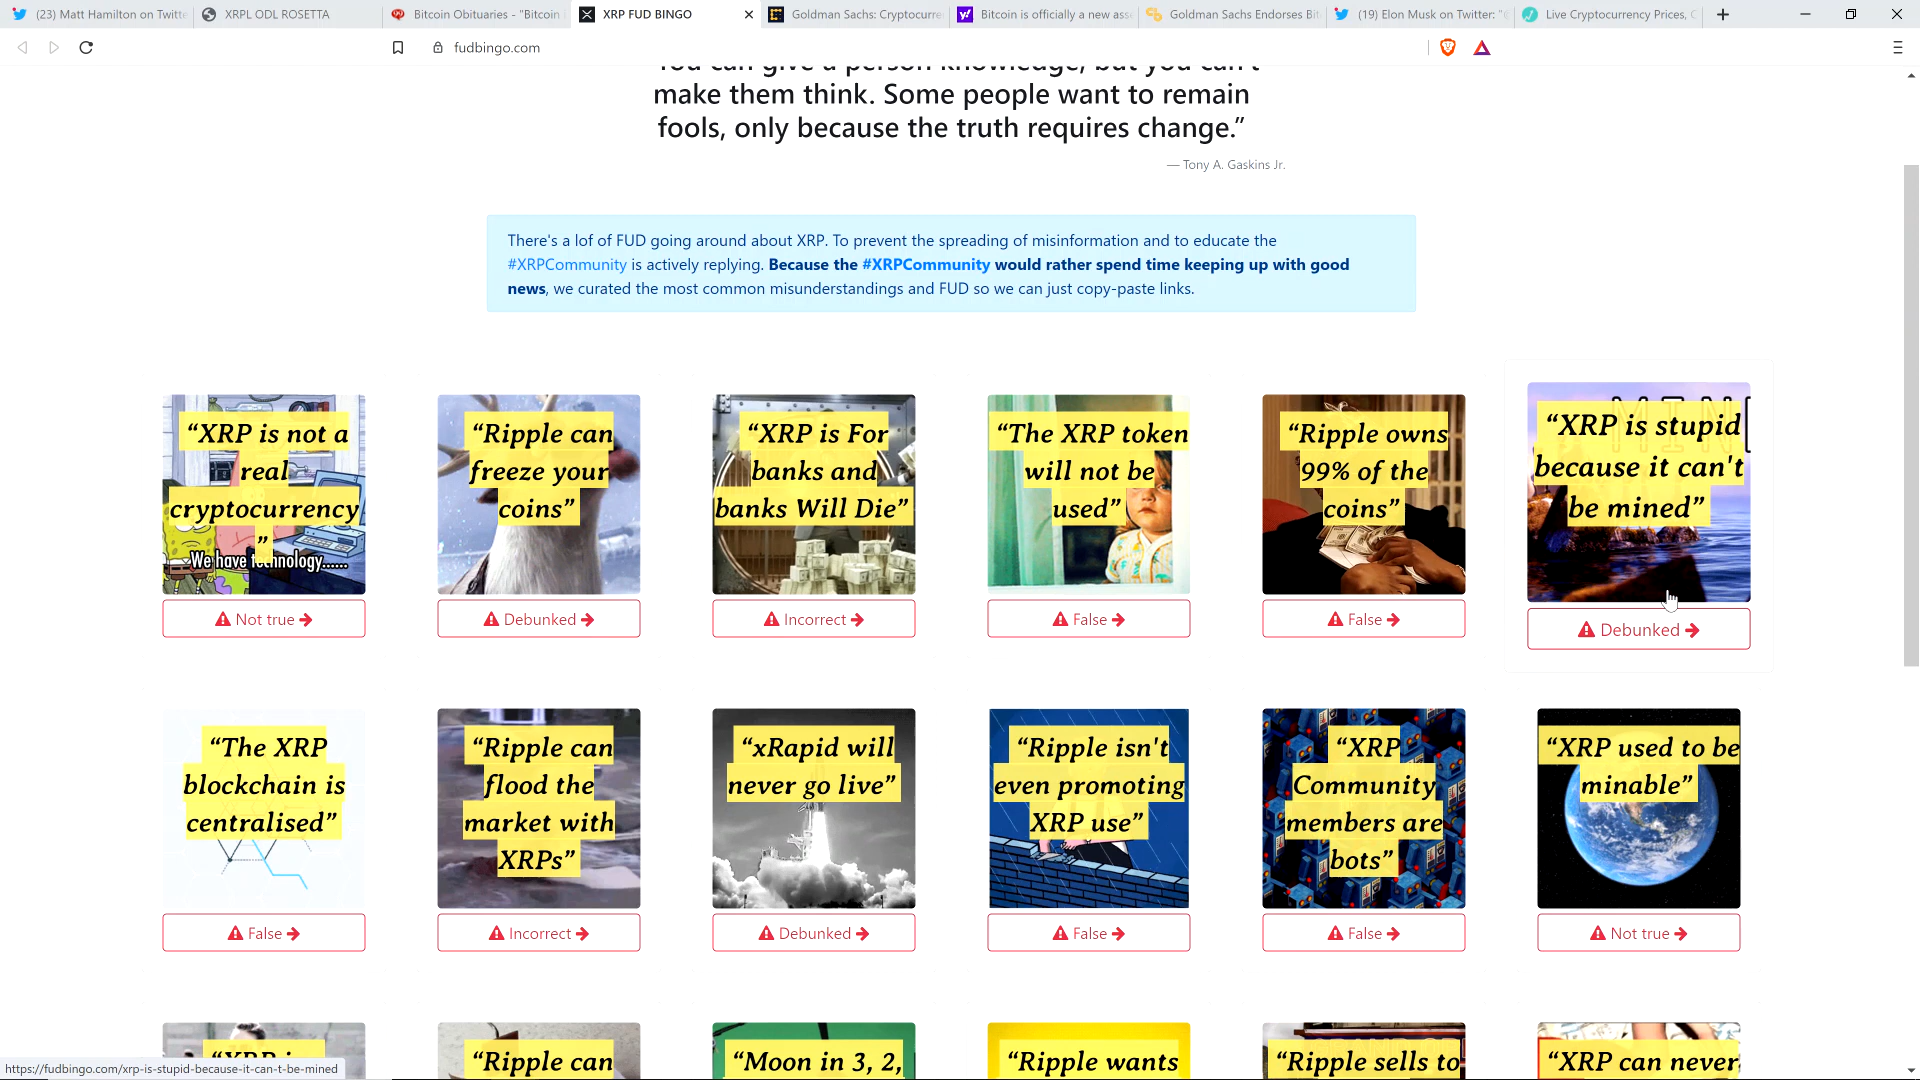 (23) Matt Hamilton on Twitte
XRPL ODL ROSETTA
Bitcoin Obituaries - "Bitcoin
XRP FUD BINGO
Goldman Sachs: Cryptocurre
Bitcoin is officially a new ass
Goldman Sachs Endorses Bit
(19) Elon Musk on Twitter: "@
Live Cryptocurrency Prices, C
fudbingo.com
You can give a person knowledge, but you can't
make them think. Some people want to remain
fools, only because the truth requires change.”
— Tony A. Gaskins Jr.
There's a lof of FUD going around about XRP. To prevent the spreading of misinformation and to educate the
#XRPCommunity is actively replying. Because the #XRPCommunity would rather spend time keeping up with good
news, we curated the most common misunderstandings and FUD so we can just copy-paste links.
“XRP is not a
real
cryptocurrency
”
We have technology......
Not true
“Ripple can
freeze your
coins”
Debunked
“XRP is For
banks and
banks Will Die”
Incorrect
“The XRP token
will not be
used”
False
“Ripple owns
99% of the
coins”
False
“XRP is stupid
because it can't
be mined”
Debunked
“The XRP
blockchain is
centralised”
False
“Ripple can
flood the
market with
XRPs”
Incorrect
“xRapid will
never go live”
Debunked
“Ripple isn't
even promoting
XRP use”
False
“XRP
Community
members are
bots”
False
“XRP used to be
minable”
Not true
“XRP is
“Ripple can
“Moon in 3, 2,
“Ripple wants
“Ripple sells to
“XRP can never
https://fudbingo.com/xrp-is-stupid-because-it-can-t-be-mined